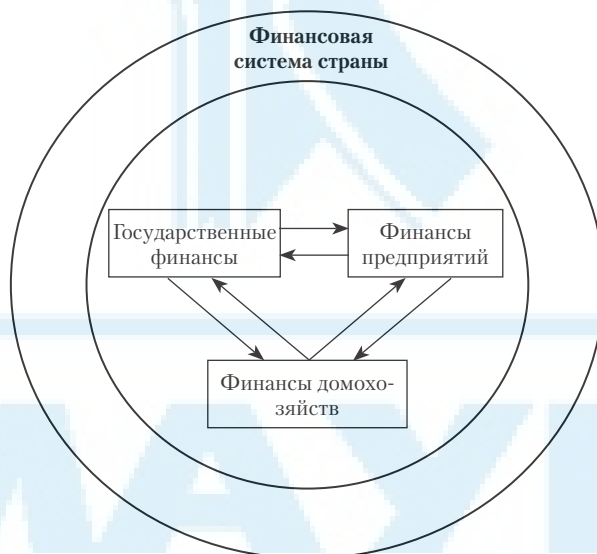 Финансовая
система страны
Государственные
финансы
Финансы
предприятий
Финансы домохо-
зяйств